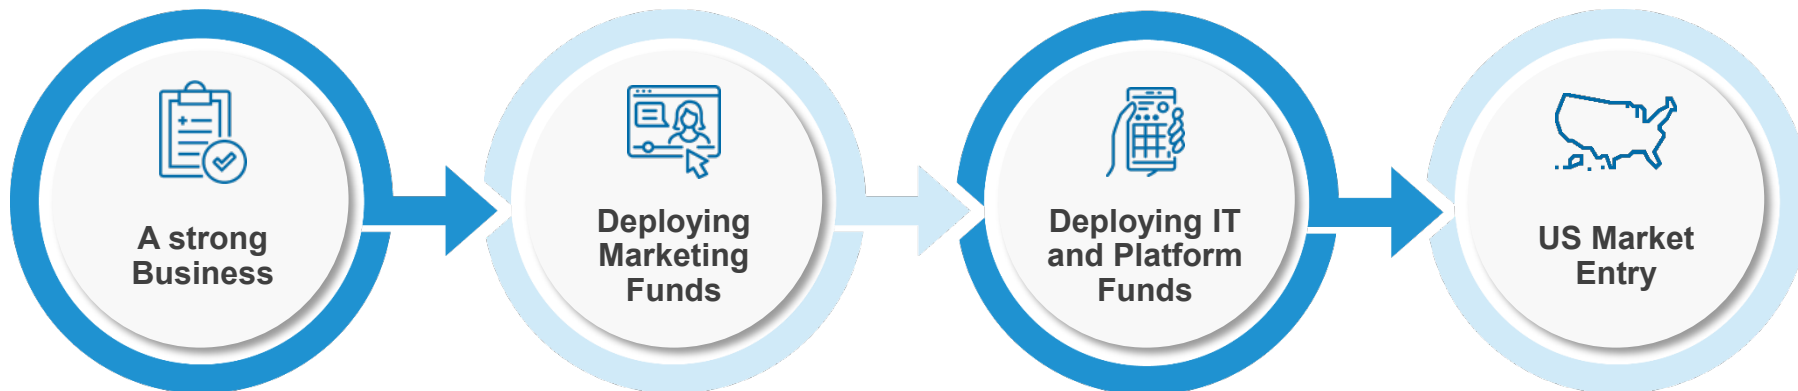 A strong
Business
Deploying
Marketing
Funds
Deploying IT
and Platform
Funds
US Market
Entry